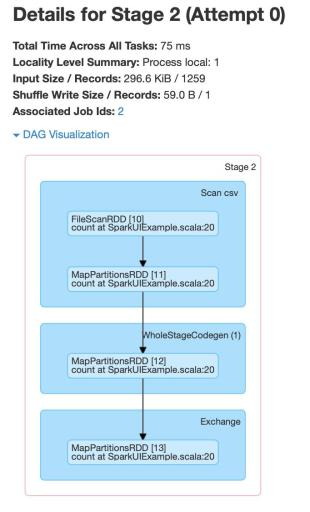 Details for Stage 2 (Attempt 0)
Total Time Across All Tasks: 75 ms
Locality Level Summary: Process local: 1
Input Size / Records: 296.6 KiB / 1259
Shuffle Write Size / Records: 59.0 B / 1
Associated Job Ids: 2
DAG Visualization
Stage 2
Scan csv
FileScanRDD [10]
count at SparkUIExample.scala:20
MapPartitionsRDD [11]
count at SparkUIExample.scala:20
WholeStageCodegen (1)
MapPartitionsRDD [12]
count at SparkUIExample.scala:20
Exchange
MapPartitionsRDD [13]
count at SparkUIExample.scala:20